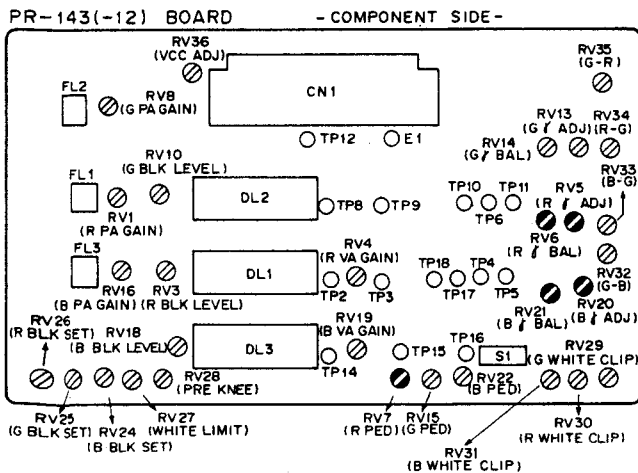 PR-143(-12) BOARD -COMPONENT SIDE-
RV36
(VCC ADJ)
RV35
(G-R)
FL2
RV8
(G PA GAIN)
CN1
TP12
E1
RV13
(G γ ADJ)
RV34
(R-G)
RV14
(G γ BAL)
RV33
(B-G)
RV10
(G BLK LEVEL)
FL1
RV1
(R PA GAIN)
DL2
TP8
TP9
TP10
TP11
TP6
RV5
(R γ ADJ)
RV6
(R γ BAL)
FL3
RV16
(B PA GAIN)
RV3
(R BLK LEVEL)
DL1
RV4
(R VA GAIN)
TP2
TP3
TP18
TP4
TP17
TP5
RV32
(G-B)
RV20
(B γ ADJ)
RV21
(B γ BAL)
RV26
(R BLK SET)
RV18
(B BLK LEVEL)
DL3
RV19
(B VA GAIN)
TP14
TP15
TP16
S1
RV29
(G WHITE CLIP)
RV28
(PRE KNEE)
RV22
(B PED)
RV25
(G BLK SET)
RV24
(B BLK SET)
RV27
(WHITE LIMIT)
RV7
(R PED)
RV15
(G PED)
RV31
(B WHITE CLIP)
RV30
(R WHITE CLIP)